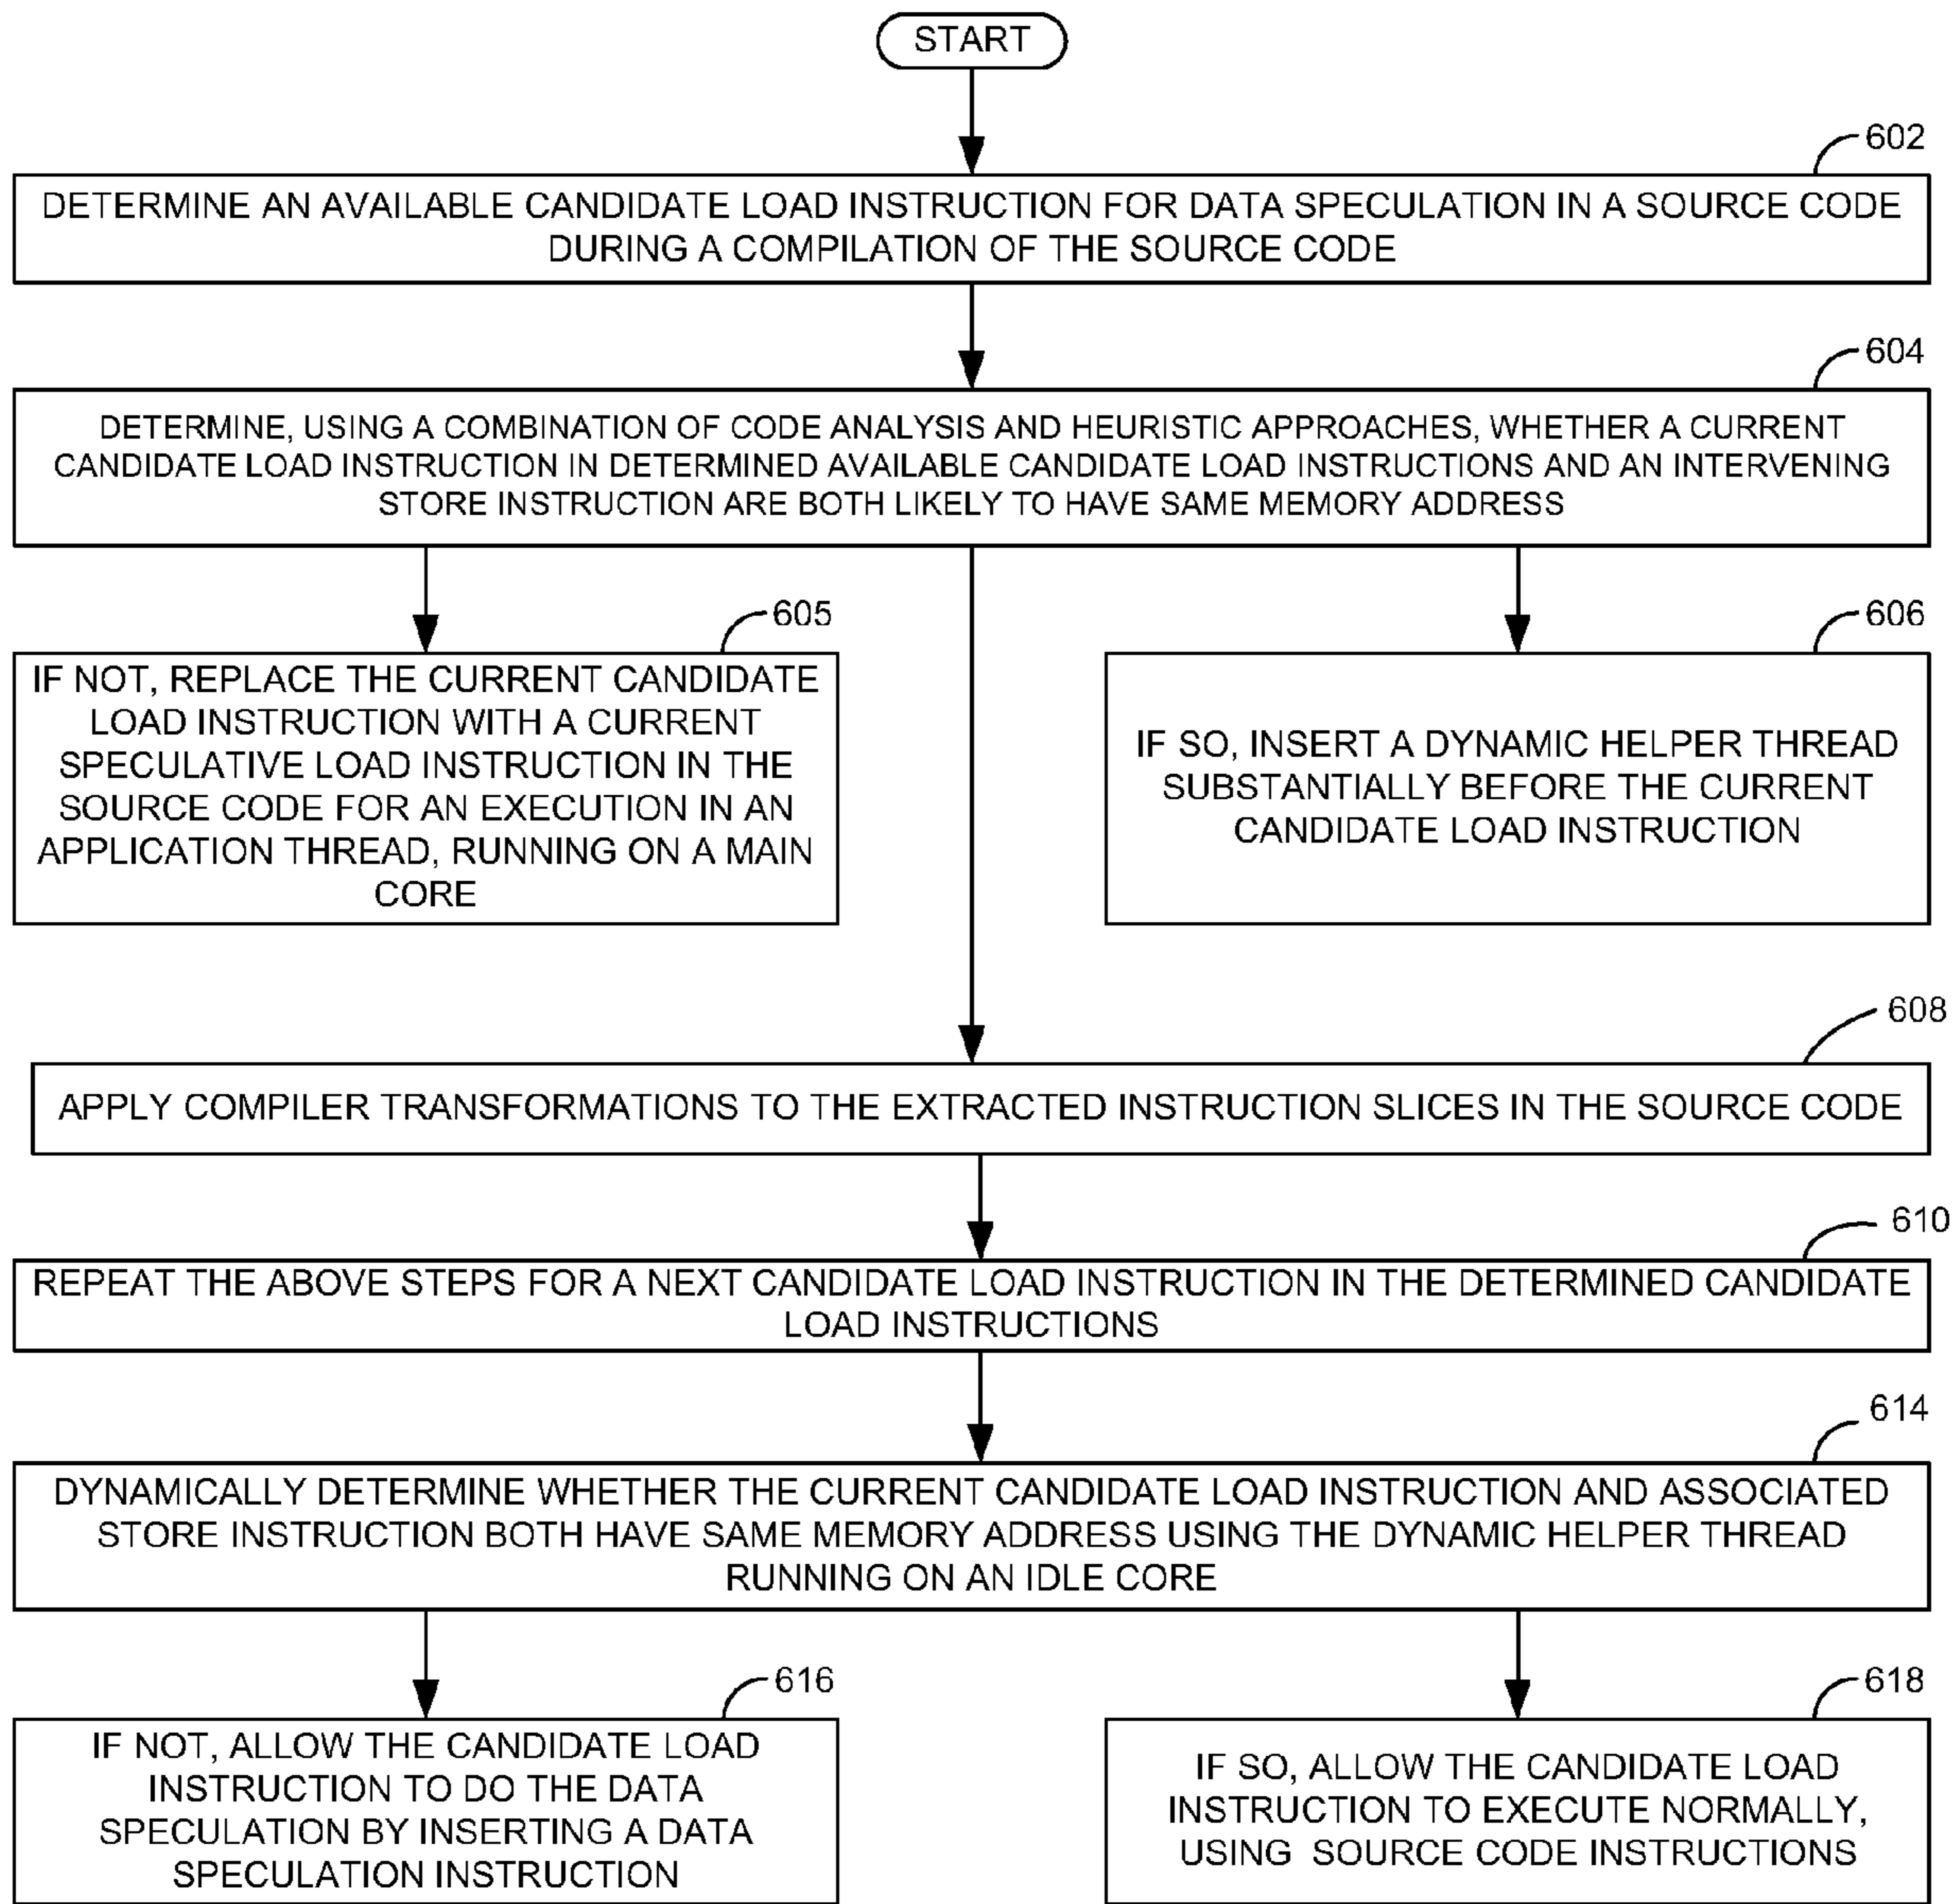 START
602
DETERMINE AN AVAILABLE CANDIDATE LOAD INSTRUCTION FOR DATA SPECULATION IN A SOURCE CODE
DURING A COMPILATION OF THE SOURCE CODE
604
DETERMINE, USING A COMBINATION OF CODE ANALYSIS AND HEURISTIC APPROACHES, WHETHER A CURRENT
CANDIDATE LOAD INSTRUCTION IN DETERMINED AVAILABLE CANDIDATE LOAD INSTRUCTIONS AND AN INTERVENING
STORE INSTRUCTION ARE BOTH LIKELY TO HAVE SAME MEMORY ADDRESS
605
IF NOT, REPLACE THE CURRENT CANDIDATE
LOAD INSTRUCTION WITH A CURRENT
SPECULATIVE LOAD INSTRUCTION IN THE
SOURCE CODE FOR AN EXECUTION IN AN
APPLICATION THREAD, RUNNING ON A MAIN
CORE
606
IF SO, INSERT A DYNAMIC HELPER THREAD
SUBSTANTIALLY BEFORE THE CURRENT
CANDIDATE LOAD INSTRUCTION
608
APPLY COMPILER TRANSFORMATIONS TO THE EXTRACTED INSTRUCTION SLICES IN THE SOURCE CODE
610
REPEAT THE ABOVE STEPS FOR A NEXT CANDIDATE LOAD INSTRUCTION IN THE DETERMINED CANDIDATE
LOAD INSTRUCTIONS
614
DYNAMICALLY DETERMINE WHETHER THE CURRENT CANDIDATE LOAD INSTRUCTION AND ASSOCIATED
STORE INSTRUCTION BOTH HAVE SAME MEMORY ADDRESS USING THE DYNAMIC HELPER THREAD
RUNNING ON AN IDLE CORE
616
IF NOT, ALLOW THE CANDIDATE LOAD
INSTRUCTION TO DO THE DATA
SPECULATION BY INSERTING A DATA
SPECULATION INSTRUCTION
618
IF SO, ALLOW THE CANDIDATE LOAD
INSTRUCTION TO EXECUTE NORMALLY,
USING SOURCE CODE INSTRUCTIONS